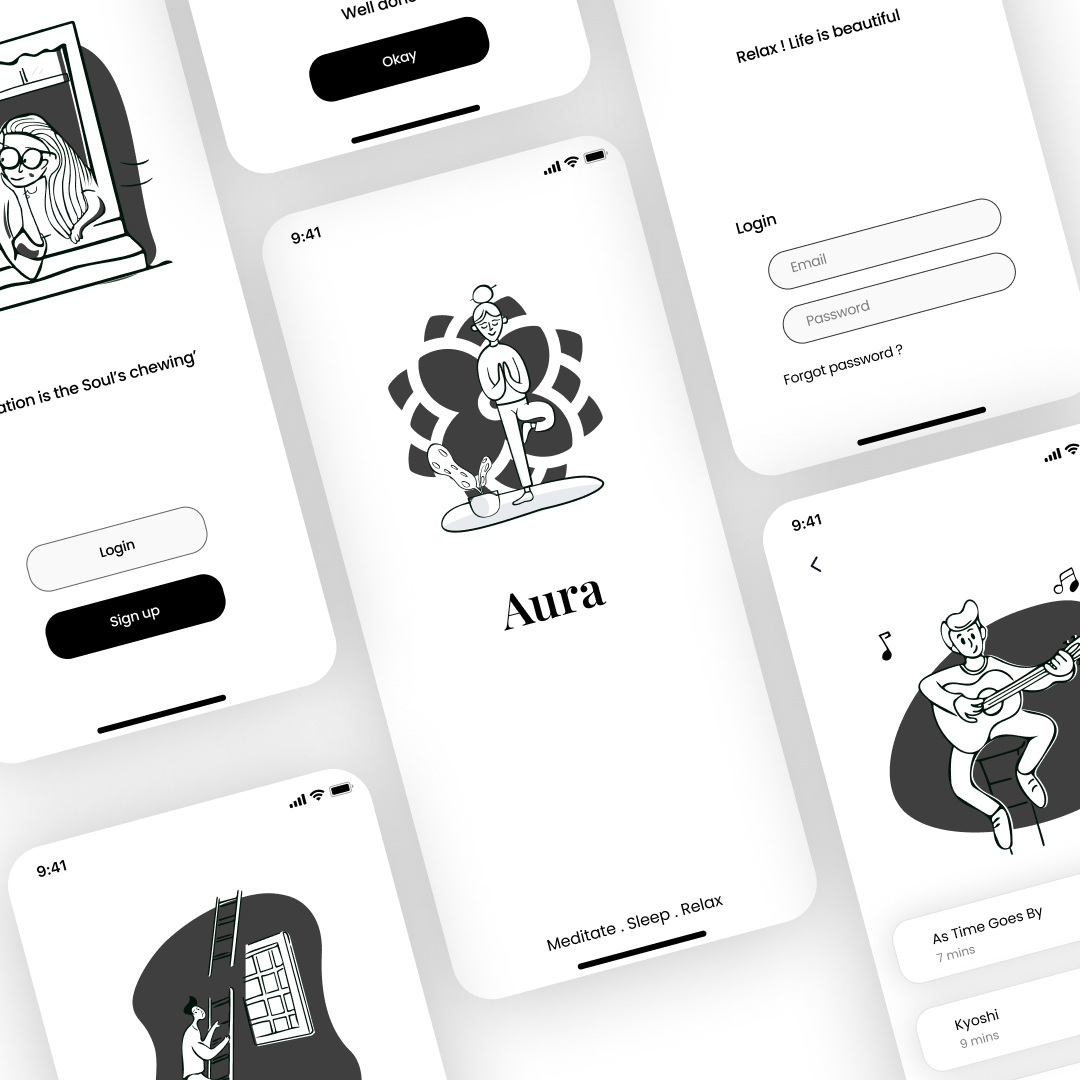 ation is the Soul's chewing'
Login
Sign up
Well done
Okay
9:41
Aura
Meditate . Sleep . Relax
Relax ! Life is beautiful
Login
Email
Password
Forgot password ?
9:41
9:41
As Time Goes By
7 mins
Kyoshi
9 mins